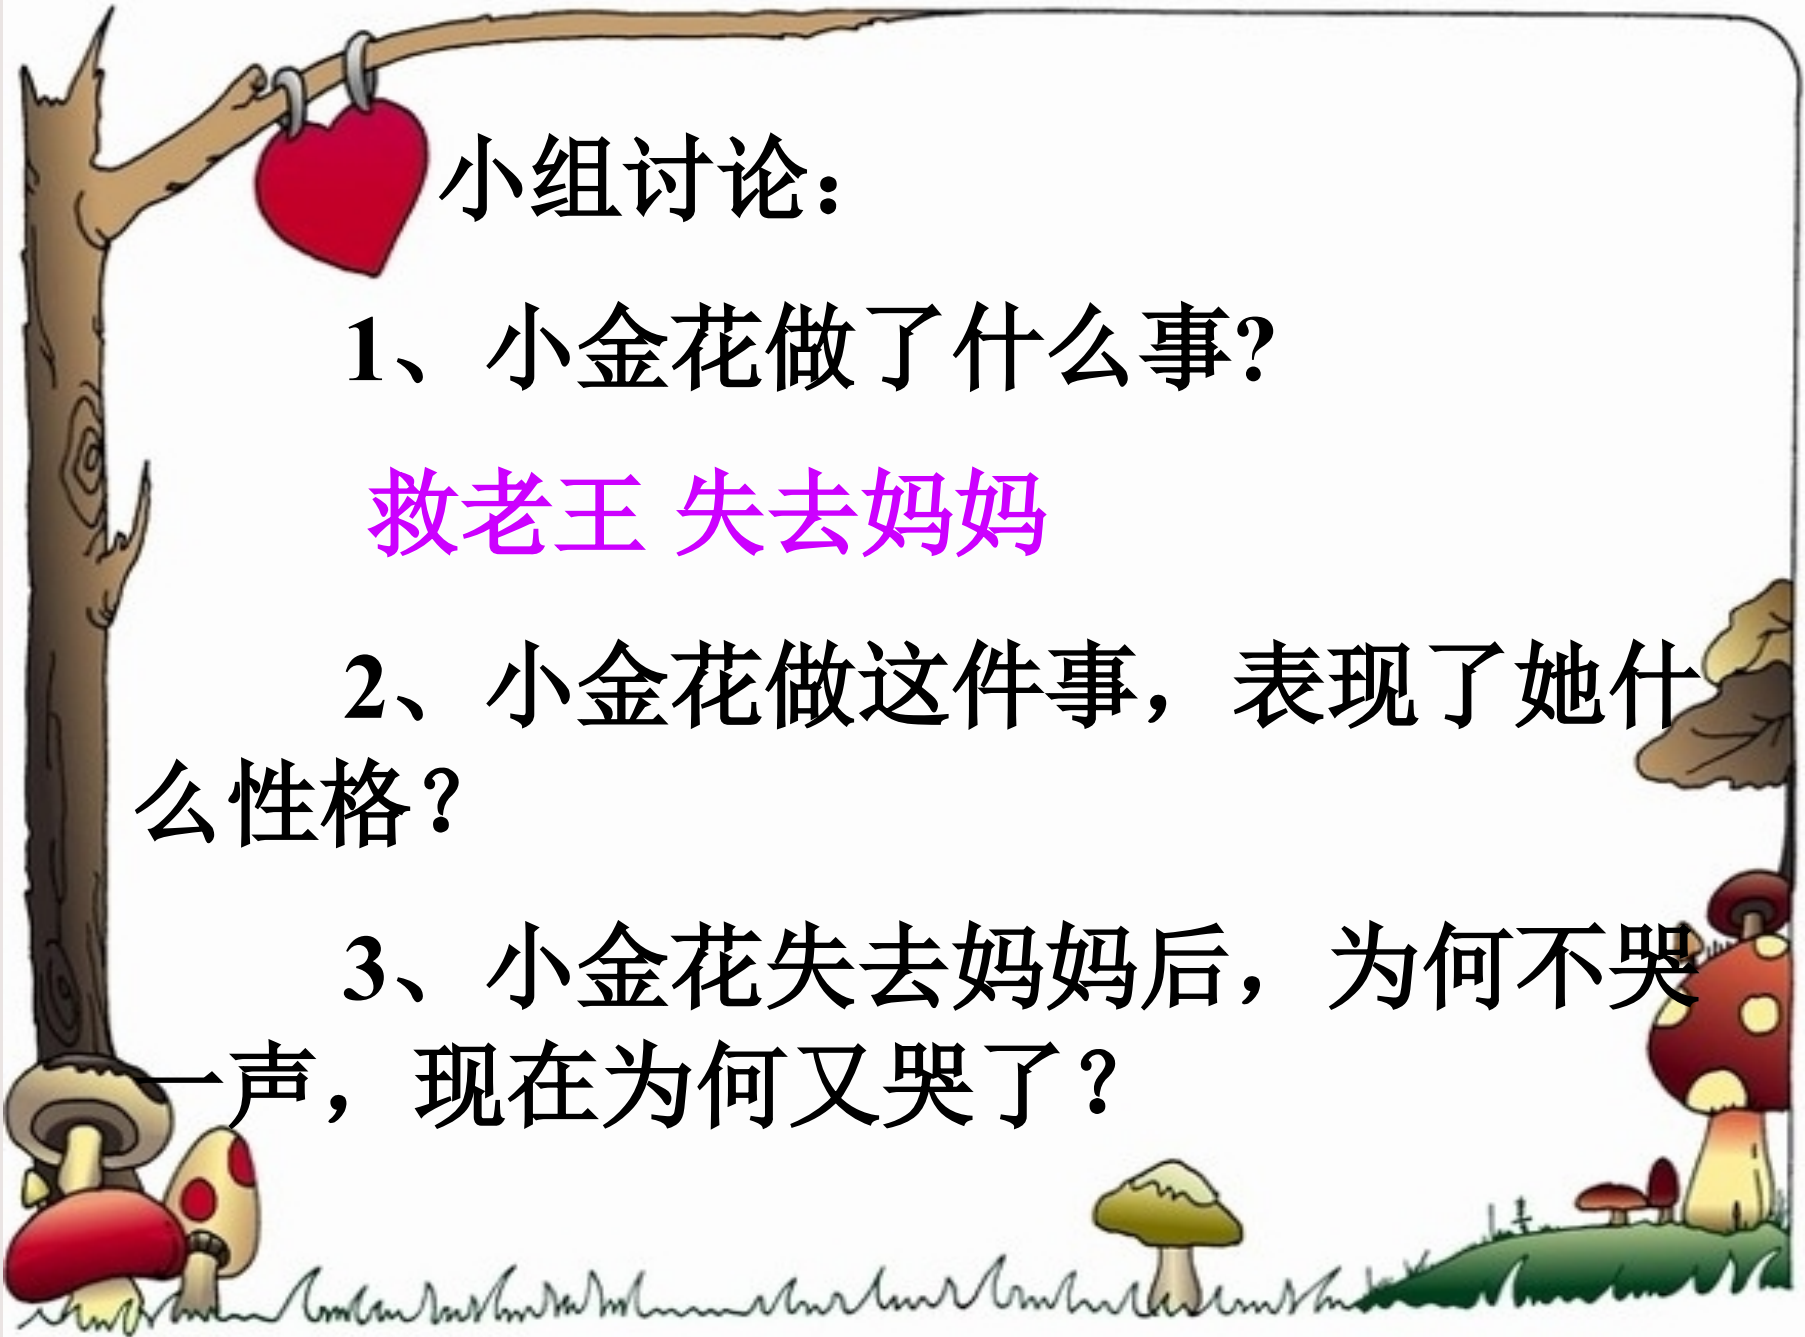 小组讨论：
1、小金花做了什么事?
救老王 失去妈妈
2、小金花做这件事，表现了她什
么性格？
3、小金花失去妈妈后，为何不哭
一声，现在为何又哭了？